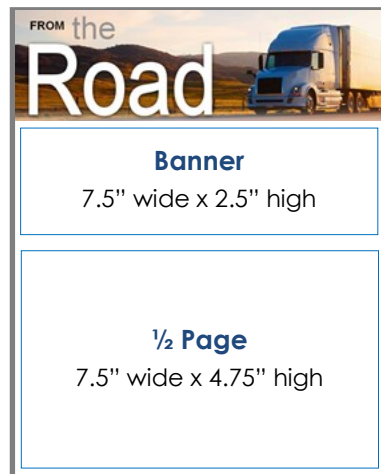 FROM the
Road
Banner
7.5” wide x 2.5” high
½ Page
7.5” wide x 4.75” high